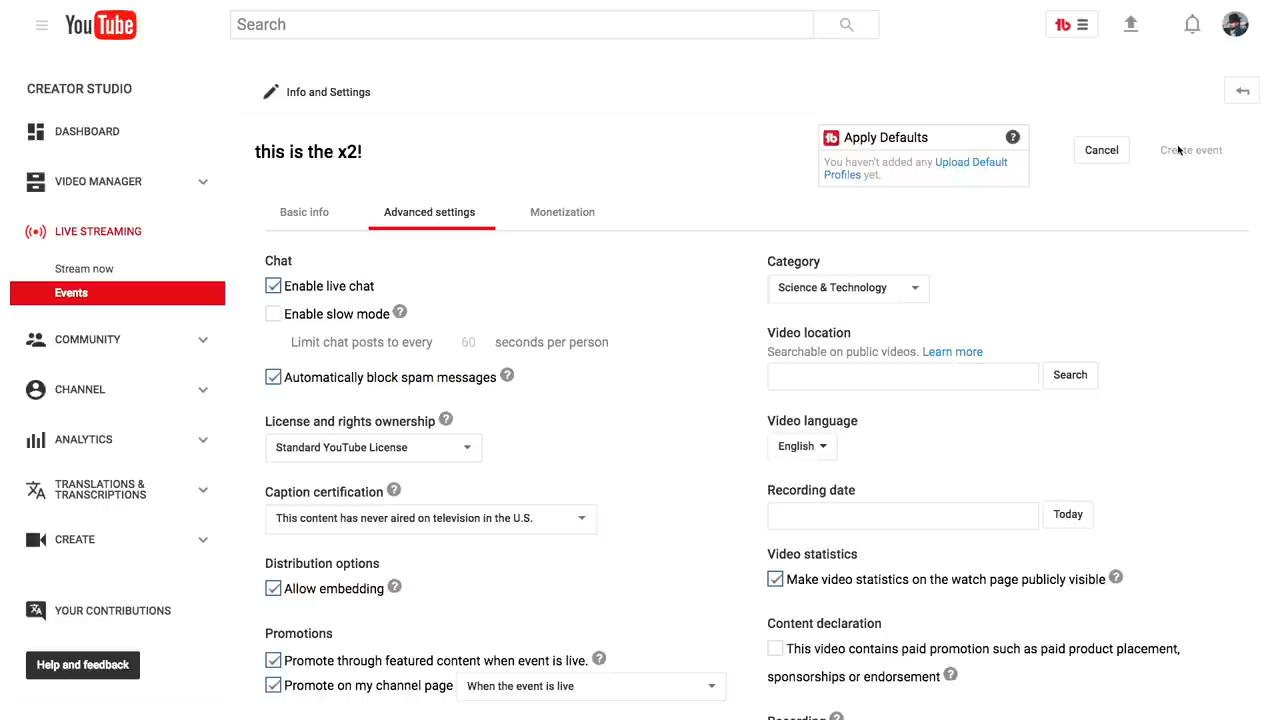 YouTube
Search
tb
CREATOR STUDIO
DASHBOARD
VIDEO MANAGER
LIVE STREAMING
Stream now
Events
COMMUNITY
CHANNEL
ANALYTICS
TRANSLATIONS &
TRANSCRIPTIONS
CREATE
YOUR CONTRIBUTIONS
Help and feedback
Info and Settings
this is the x2!
tb Apply Defaults ?
You haven't added any Upload Default
Profiles yet.
Cancel
Create event
Basic info
Advanced settings
Monetization
Chat
Enable live chat
Enable slow mode ?
Limit chat posts to every 60 seconds per person
Automatically block spam messages ?
License and rights ownership ?
Standard YouTube License
Caption certification ?
This content has never aired on television in the U.S.
Distribution options
Allow embedding ?
Promotions
Promote through featured content when event is live. ?
Promote on my channel page When the event is live
Category
Science & Technology
Video location
Searchable on public videos. Learn more
Search
Video language
English
Recording date
Today
Video statistics
Make video statistics on the watch page publicly visible ?
Content declaration
This video contains paid promotion such as paid product placement,
sponsorships or endorsement ?
Recording ?